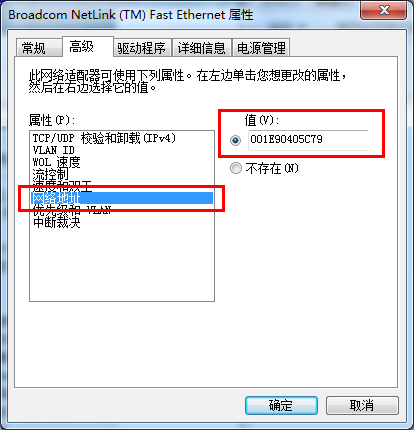 Broadcom NetLink (TM) Fast Ethernet 属性
常规 高级 驱动程序 详细信息 电源管理
此网络适配器可使用下列属性。在左边单击您想更改的属性，
然后在右边选择它的值。
属性(P): 值(V):
TCP/UDP 校验和卸载(IPv4)
VLAN ID
WOL 速度
流控制
速度和双工
网络地址
优先级和 VLAN
中断裁决
001E90405C79
不存在(N)
确定 取消